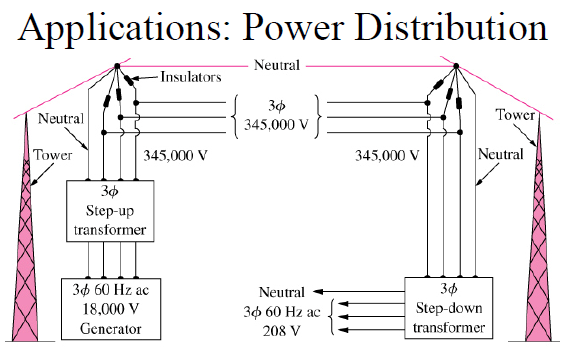 Applications: Power Distribution
Neutral
Insulators
Neutral
Tower
345,000 V
3ϕ
345,000 V
345,000 V
Tower
Neutral
3ϕ
Step-up
transformer
3ϕ 60 Hz ac
18,000 V
Generator
Neutral
3ϕ 60 Hz ac
208 V
3ϕ
Step-down
transformer